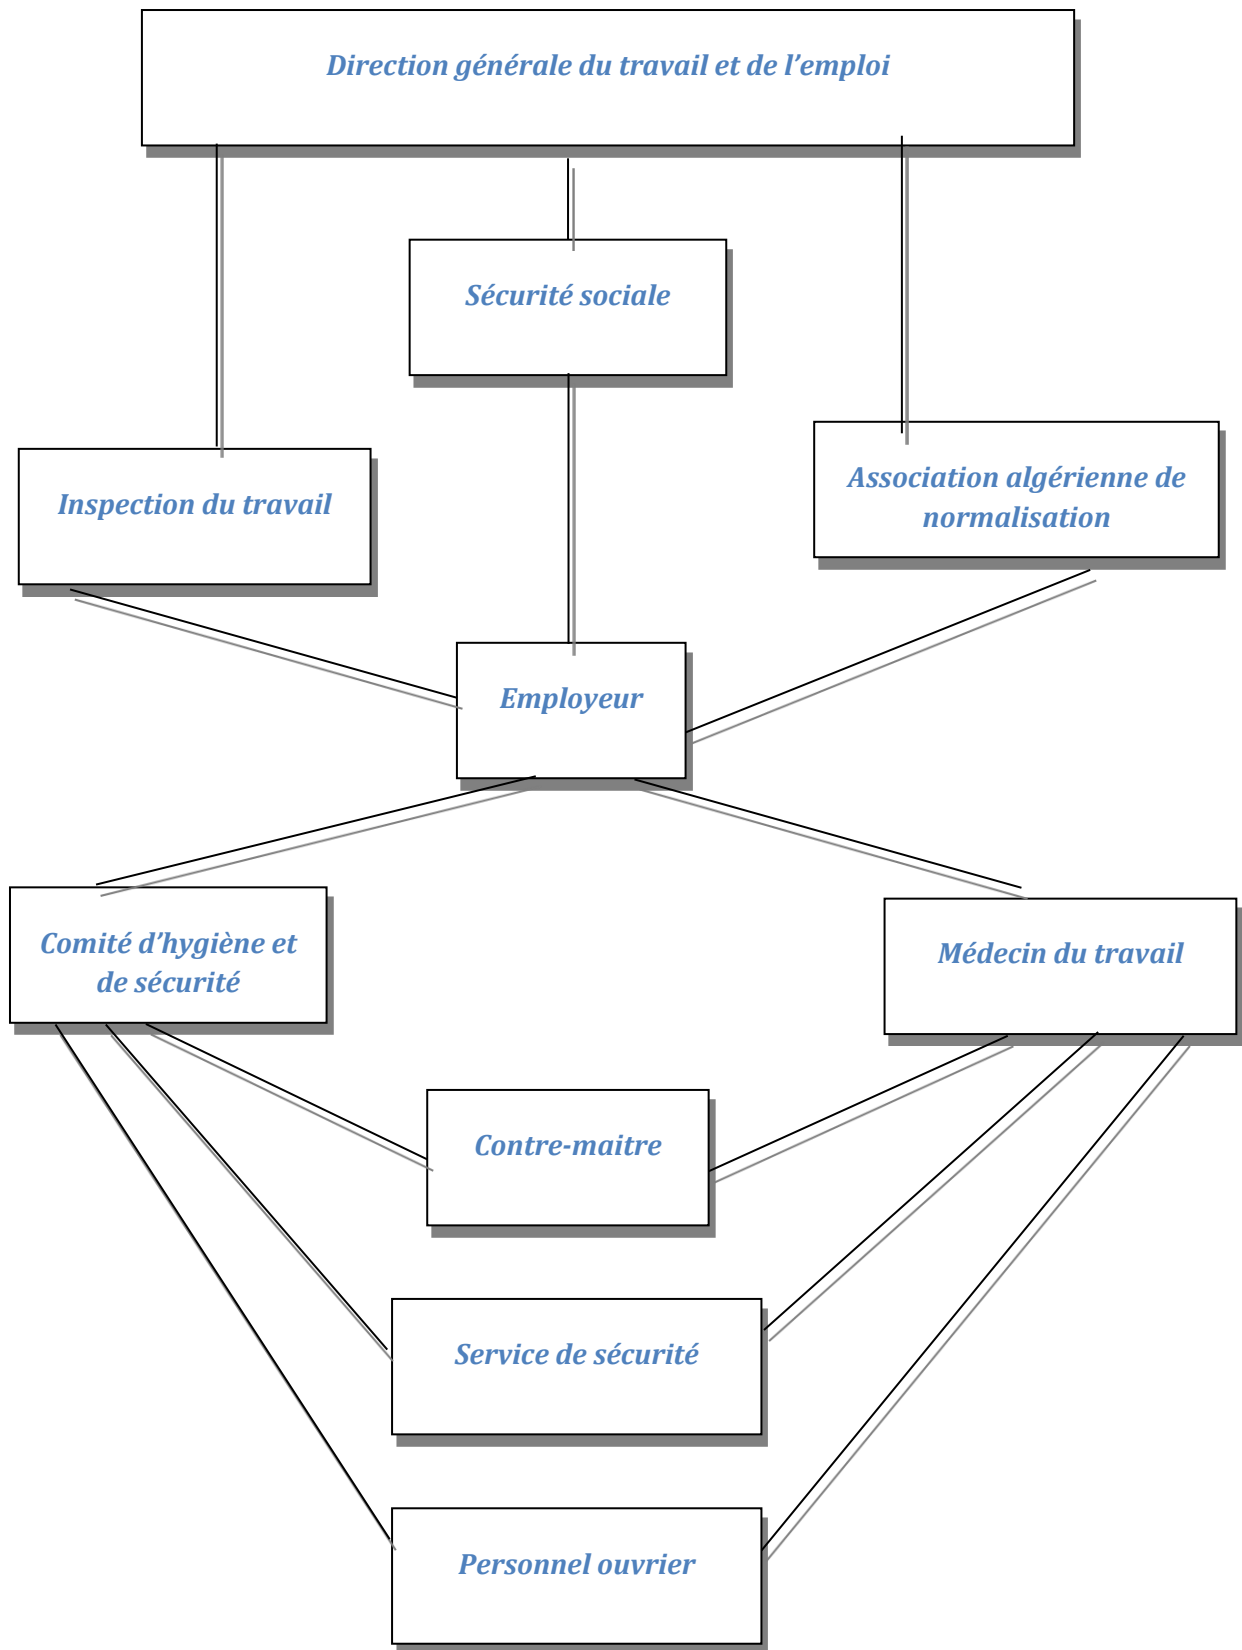 Direction générale du travail et de l’emploi
Sécurité sociale
Inspection du travail
Association algérienne de
normalisation
Employeur
Comité d’hygiène et
de sécurité
Médecin du travail
Contre-maitre
Service de sécurité
Personnel ouvrier